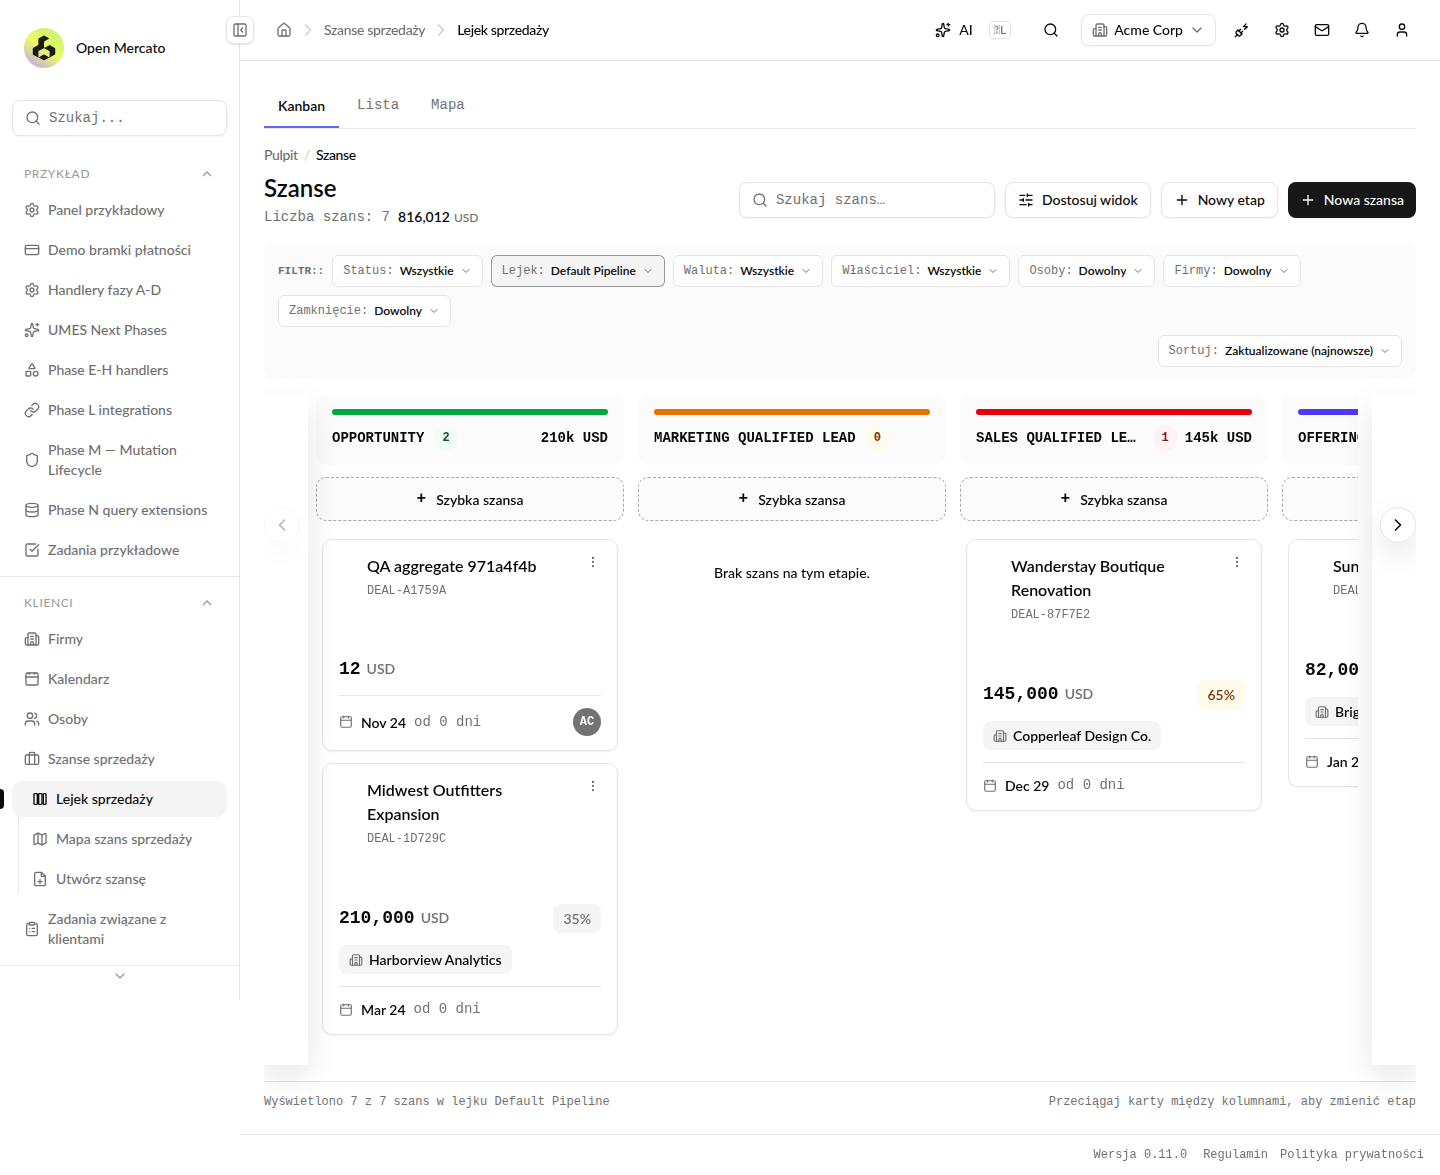 Open Mercato
Szukaj...
PRZYKŁAD
Panel przykładowy
Demo bramki płatności
Handlery fazy A-D
UMES Next Phases
Phase E-H handlers
Phase L integrations
Phase M — Mutation
Lifecycle
Phase N query extensions
Zadania przykładowe
KLIENCI
Firmy
Kalendarz
Osoby
Szanse sprzedaży
Lejek sprzedaży
Mapa szans sprzedaży
Utwórz szansę
Zadania związane z
klientami
Szanse sprzedaży
Lejek sprzedaży
AI
L
Acme Corp
Kanban Lista Mapa
Pulpit / Szanse
Szanse
Liczba szans: 7 816,012 USD
Szukaj szans…
Dostosuj widok
+ Nowy etap
+ Nowa szansa
FILTR:: Status: Wszystkie Lejek: Default Pipeline Waluta: Wszystkie Właściciel: Wszystkie Osoby: Dowolny Firmy: Dowolny
Zamknięcie: Dowolny
Sortuj: Zaktualizowane (najnowsze)
OPPORTUNITY 2 210k USD
+ Szybka szansa
QA aggregate 971a4f4b
DEAL-A1759A
12 USD
Nov 24 od 0 dni AC
Midwest Outfitters
Expansion
DEAL-1D729C
210,000 USD 35%
Harborview Analytics
Mar 24 od 0 dni
MARKETING QUALIFIED LEAD 0
+ Szybka szansa
Brak szans na tym etapie.
SALES QUALIFIED LE… 1 145k USD
+ Szybka szansa
Wanderstay Boutique
Renovation
DEAL-87F7E2
145,000 USD 65%
Copperleaf Design Co.
Dec 29 od 0 dni
OFFERIN
Sun
DEAL
82,00
Brig
Jan 2
Wyświetlono 7 z 7 szans w lejku Default Pipeline
Przeciągaj karty między kolumnami, aby zmienić etap
Wersja 0.11.0 Regulamin Polityka prywatności